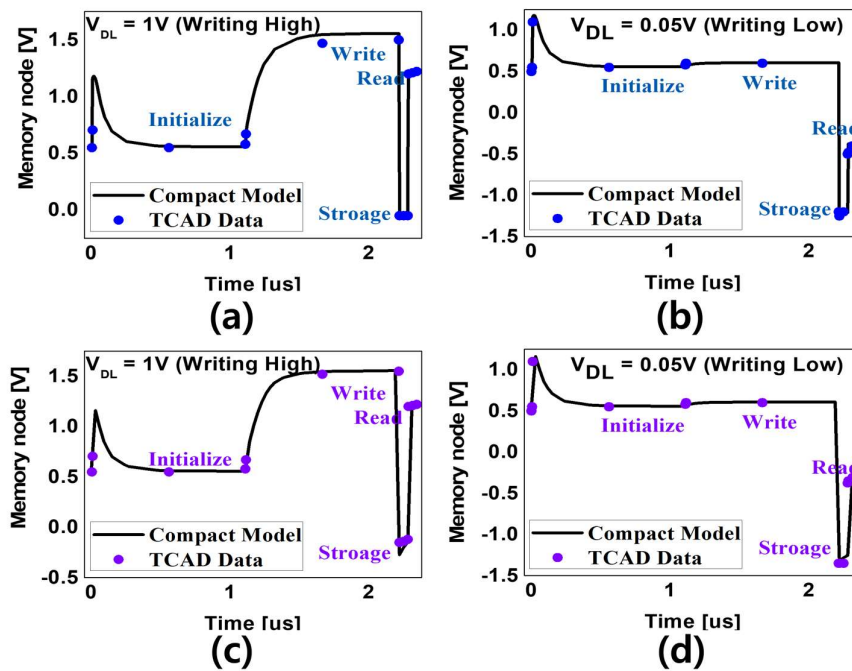 V_DL = 1V (Writing High)
Memory node [V]
1.5
1.0
0.5
0.0
Write
Read
Initialize
Stroage
Compact Model
TCAD Data
0
1
2
Time [us]
(a)
V_DL = 0.05V (Writing Low)
Memorynode [V]
1.0
0.5
0.0
-0.5
-1.0
-1.5
Initialize
Write
Read
Stroage
Compact Model
TCAD Data
0
1
2
Time [us]
(b)
V_DL = 1V (Writing High)
Memory node [V]
1.5
1.0
0.5
0.0
-0.5
Write
Read
Initialize
Stroage
Compact Model
TCAD Data
0
1
2
Time [us]
(c)
V_DL = 0.05V (Writing Low)
Memory node [V]
1.0
0.5
0.0
-0.5
-1.0
-1.5
Initialize
Write
Read
Stroage
Compact Model
TCAD Data
0
1
2
Time [us]
(d)